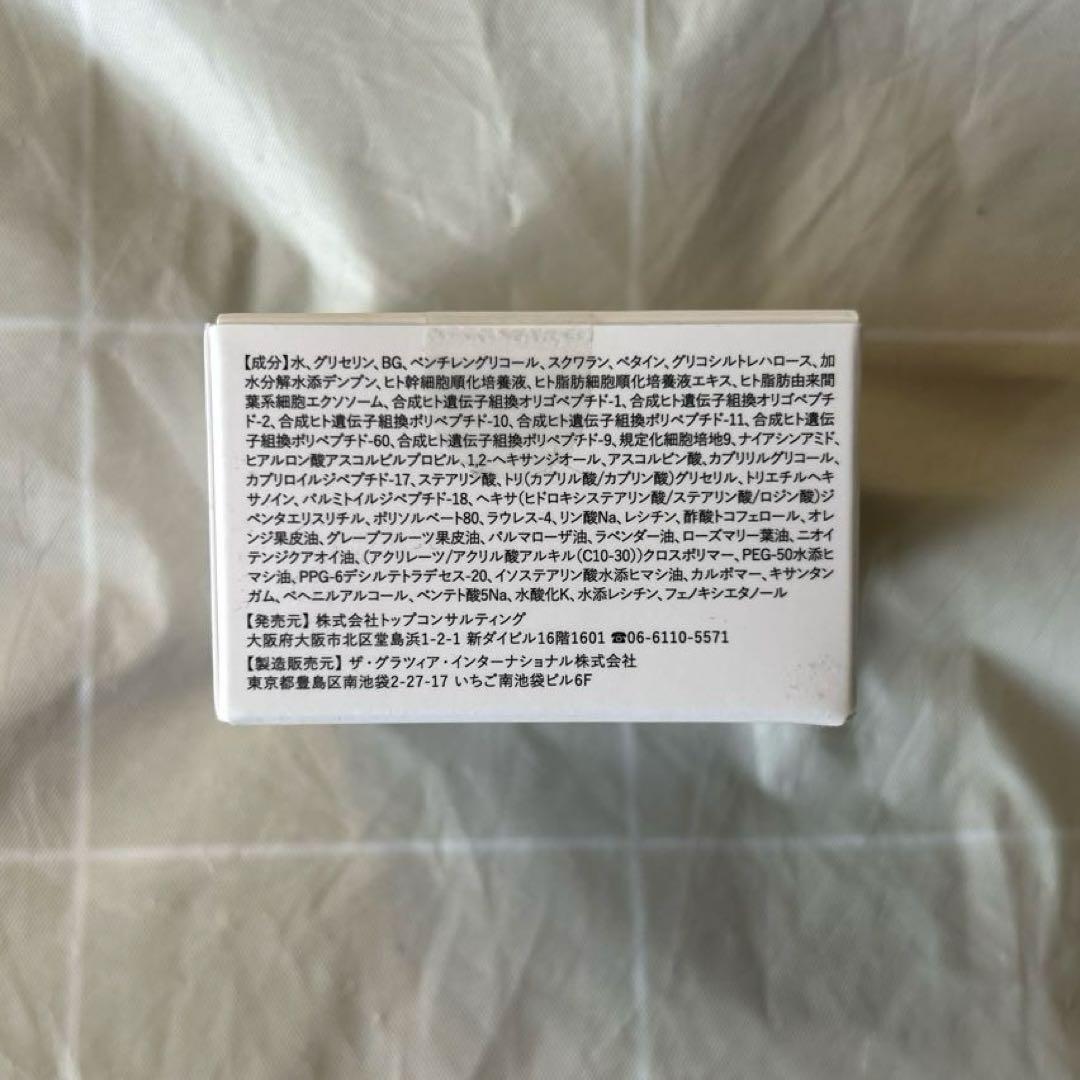 【成分】水、グリセリン、BG、ペンチレングリコール、スクワラン、ベタイン、グリコシルトレハロース、加
水分解水添デンプン、ヒト幹細胞順化培養液、ヒト脂肪細胞順化培養液エキス、ヒト脂肪由来間
葉系細胞エクソソーム、合成ヒト遺伝子組換オリゴペプチド-1、合成ヒト遺伝子組換オリゴペプチ
ド-2、合成ヒト遺伝子組換ポリペプチド-10、合成ヒト遺伝子組換ポリペプチド-11、合成ヒト遺伝
子組換ポリペプチド-60、合成ヒト遺伝子組換ポリペプチド-9、規定化細胞培地9、ナイアシンアミド、
ヒアルロン酸アスコルビルプロピル、1,2-ヘキサンジオール、アスコルビン酸、カプリリルグリコール、
カプロイルジペプチド-17、ステアリン酸、トリ(カプリル酸/カプリン酸)グリセリル、トリエチルヘキ
サノイン、パルミトイルジペプチド-18、ヘキサ(ヒドロキシステアリン酸/ステアリン酸/ロジン酸)ジ
ペンタエリスリチル、ポリソルベート80、ラウレス-4、リン酸Na、レシチン、酢酸トコフェロール、オレ
ンジ果皮油、グレープフルーツ果皮油、パルマローザ油、ラベンダー油、ローズマリー葉油、ニオイ
テンジクアオイ油、(アクリレーツ/アクリル酸アルキル(C10-30))クロスポリマー、PEG-50水添ヒ
マシ油、PPG-6デシルテトラデセス-20、イソステアリン酸水添ヒマシ油、カルボマー、キサンタン
ガム、ベヘニルアルコール、ペンテト酸5Na、水酸化K、水添レシチン、フェノキシエタノール
【発売元】株式会社トップコンサルティング
大阪府大阪市北区堂島浜1-2-1 新ダイビル16階1601 ☎06-6110-5571
【製造販売元】ザ・グラツィア・インターナショナル株式会社
東京都豊島区南池袋2-27-17 いちご南池袋ビル6F